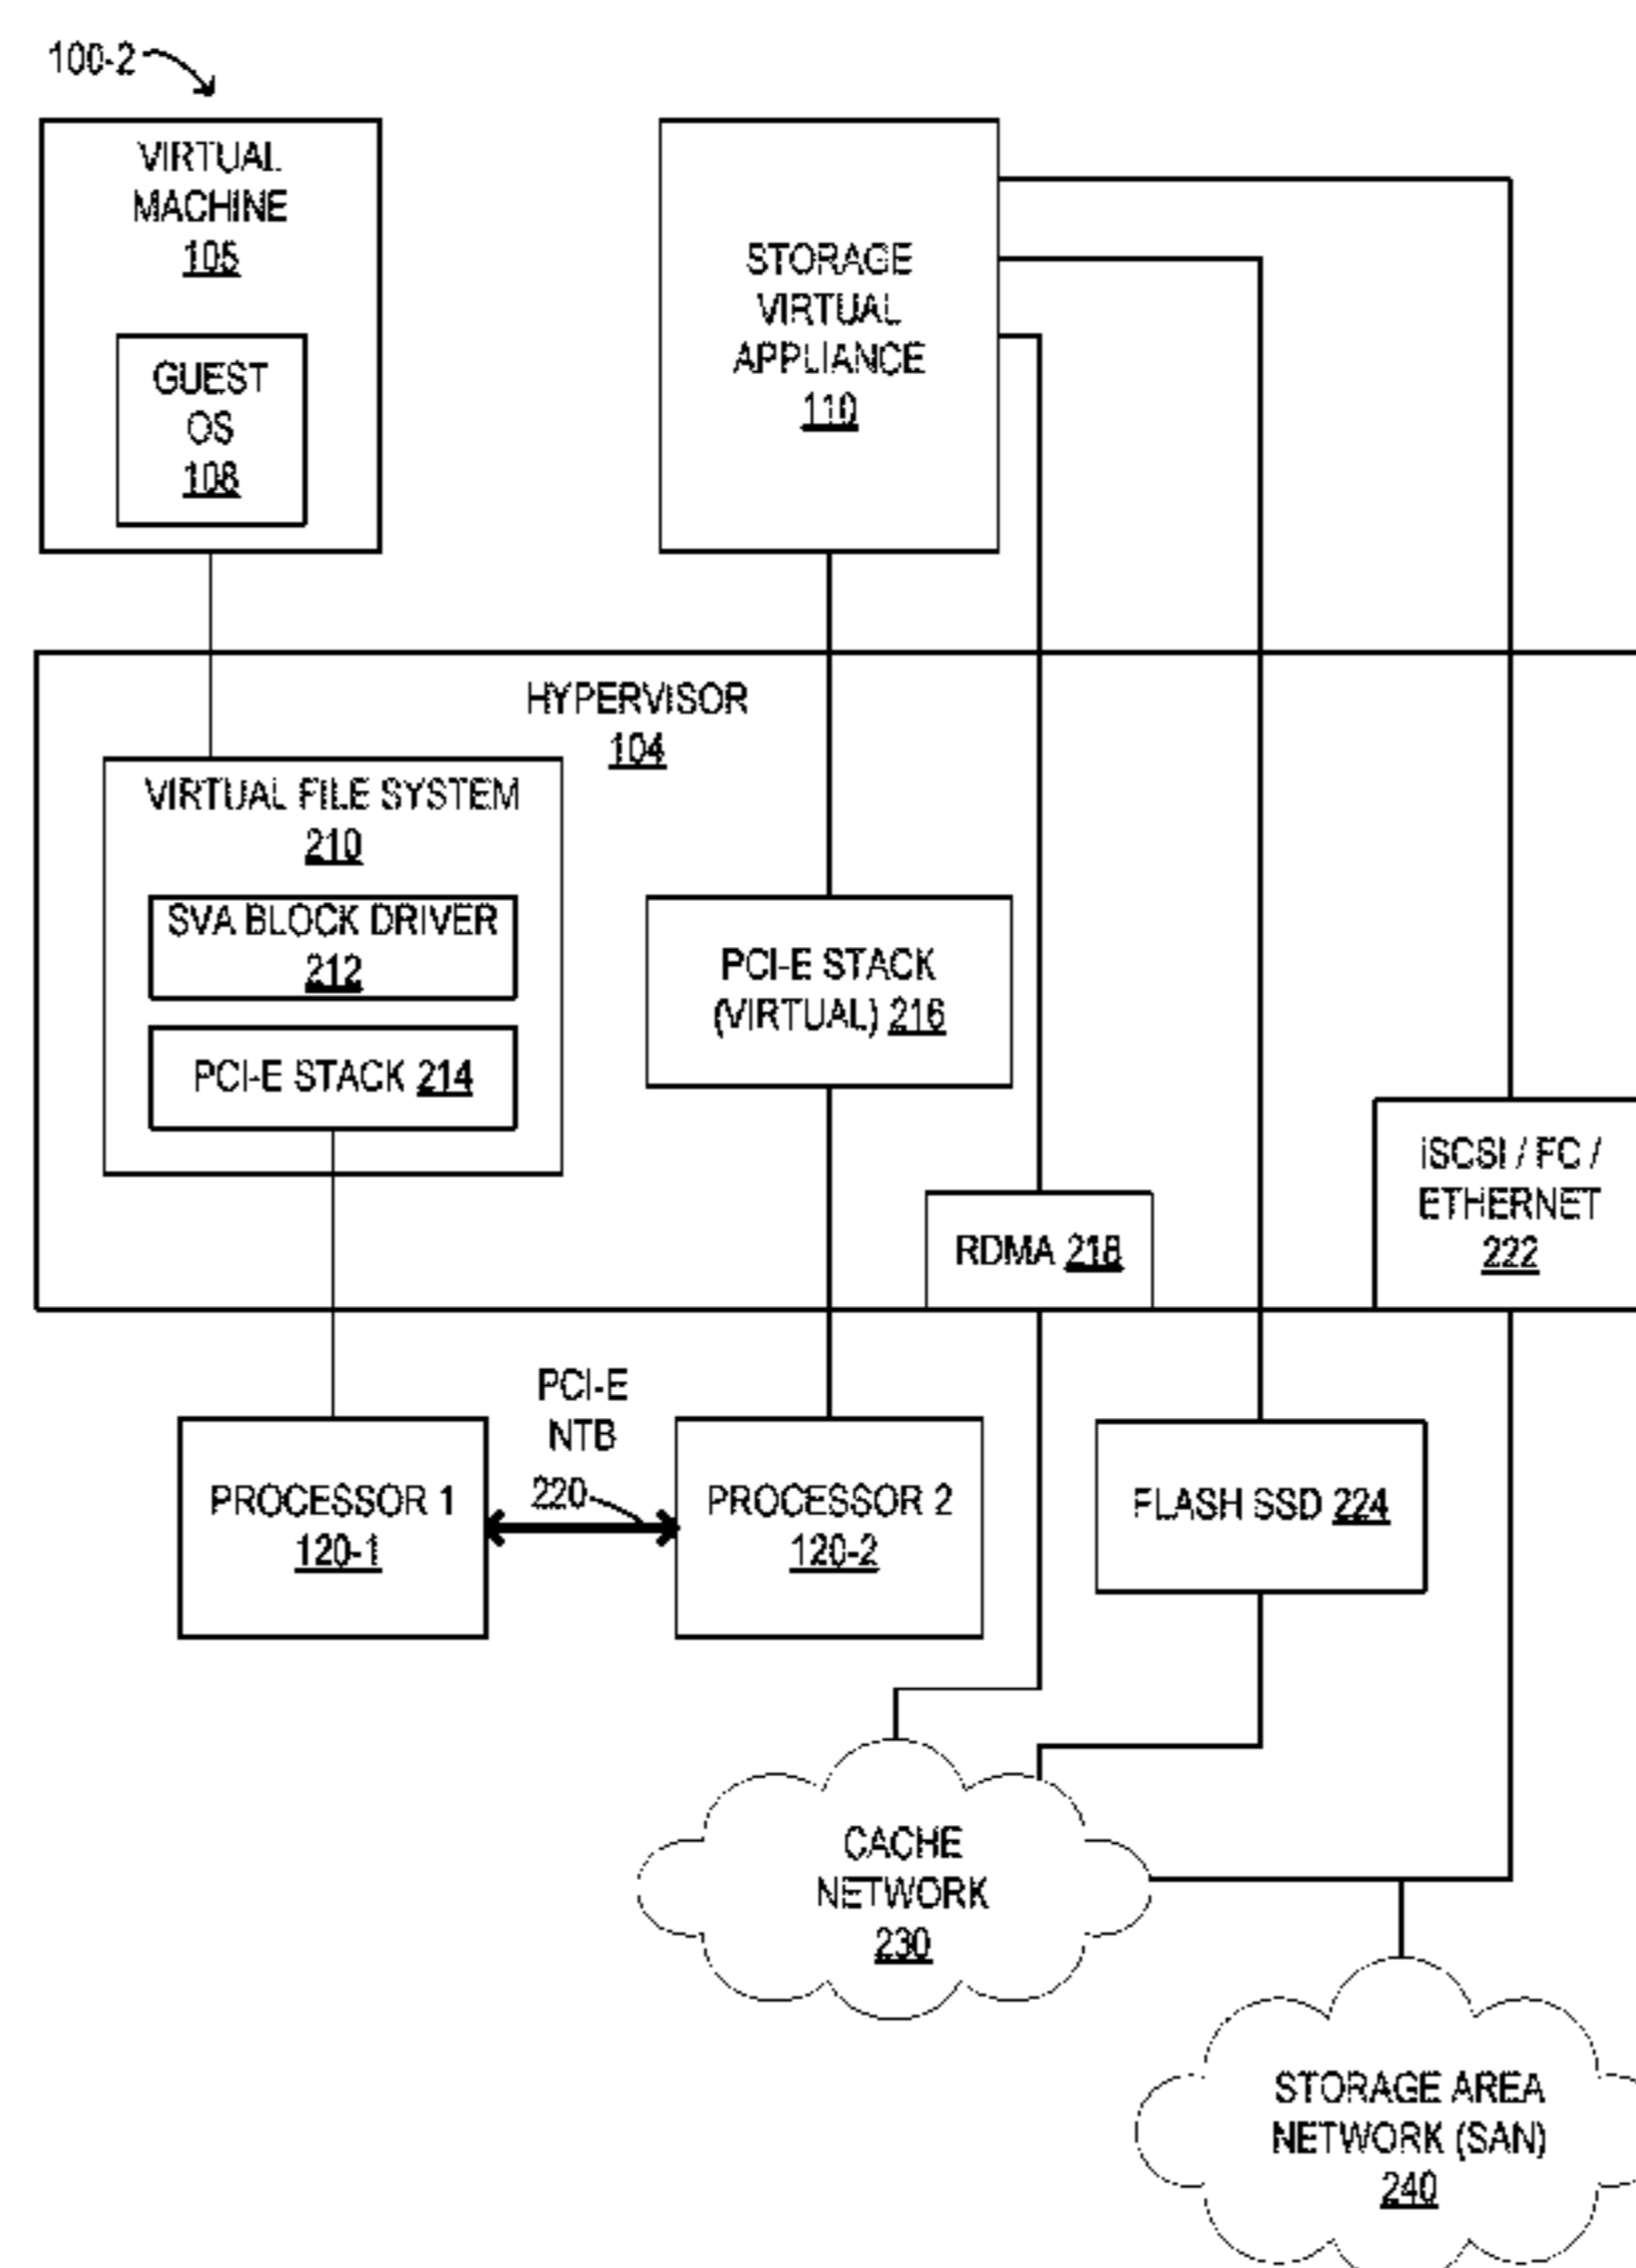 100-2
VIRTUAL
MACHINE
105
GUEST
OS
108
STORAGE
VIRTUAL
APPLIANCE
110
HYPERVISOR
104
VIRTUAL FILE SYSTEM
210
SVA BLOCK DRIVER
212
PCI-E STACK 214
PCI-E STACK
(VIRTUAL) 216
RDMA 218
iSCSI / FC /
ETHERNET
222
PCI-E
NTB
220
PROCESSOR 1
120-1
PROCESSOR 2
120-2
FLASH SSD 224
CACHE
NETWORK
230
STORAGE AREA
NETWORK (SAN)
240